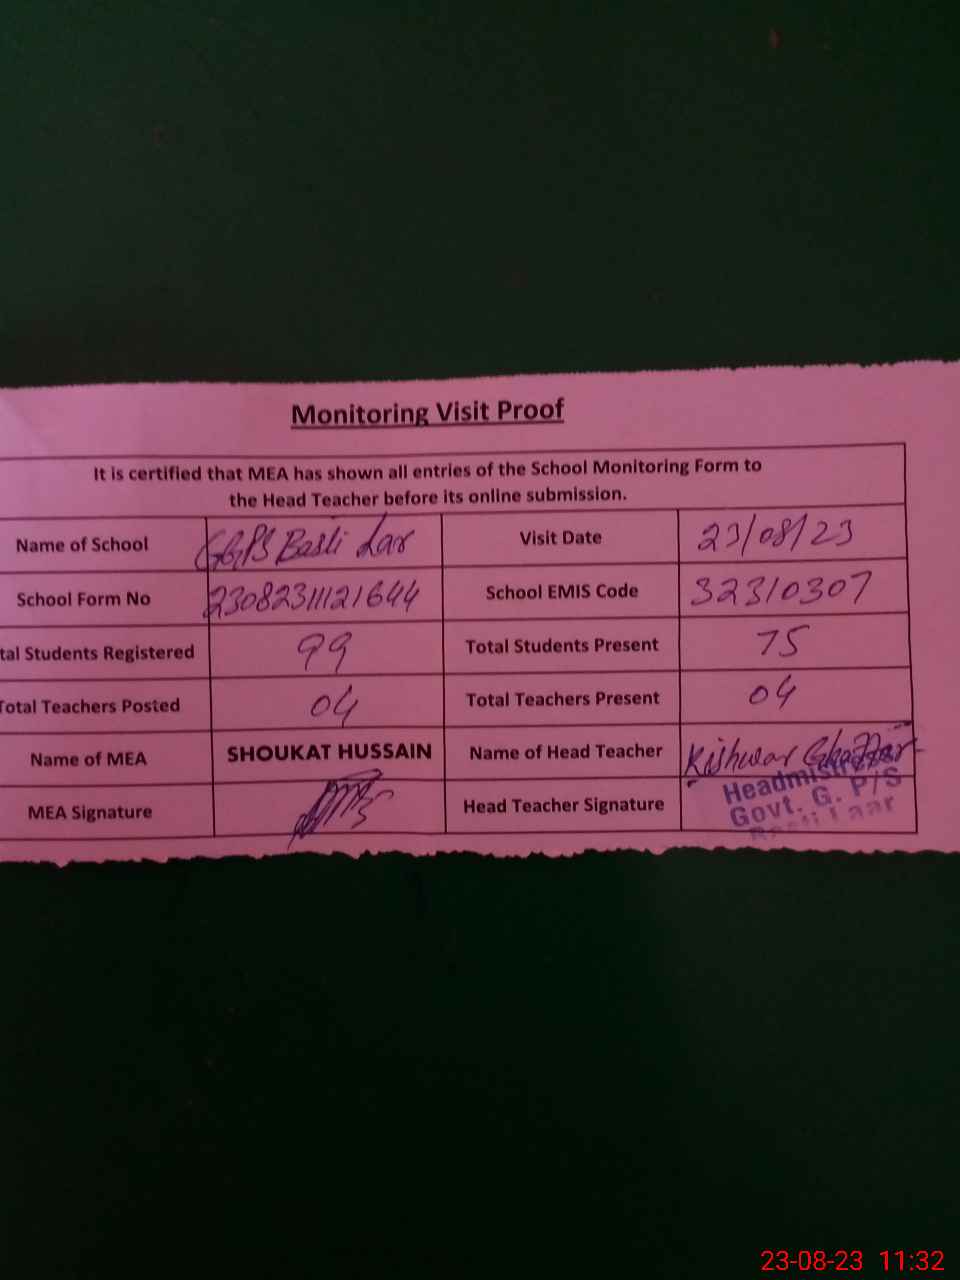 Monitoring Visit Proof
It is certified that MEA has shown all entries of the School Monitoring Form to
the Head Teacher before its online submission.
Name of School GGPS Basti Lar Visit Date 23/08/23
School Form No 2308231121644 School EMIS Code 32310307
tal Students Registered 99 Total Students Present 75
Total Teachers Posted 04 Total Teachers Present 04
Name of MEA SHOUKAT HUSSAIN Name of Head Teacher Kishwar
MEA Signature Head Teacher Signature
Headmistress
Govt. G. P/S
Basti Laar
23-08-23 11:32